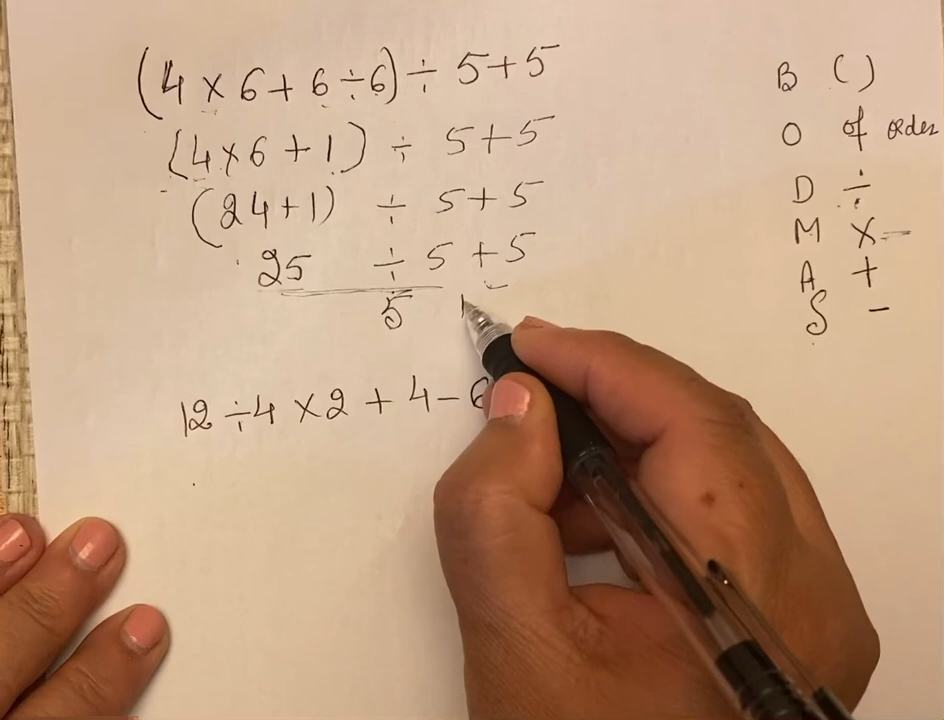 (4 × 6 + 6 ÷ 6) ÷ 5 + 5
(4 × 6 + 1) ÷ 5 + 5
(24 + 1) ÷ 5 + 5
25 ÷ 5 + 5
5
12 ÷ 4 × 2 + 4 - 6
B ( )
O of order
D ÷
M ×
A +
S -